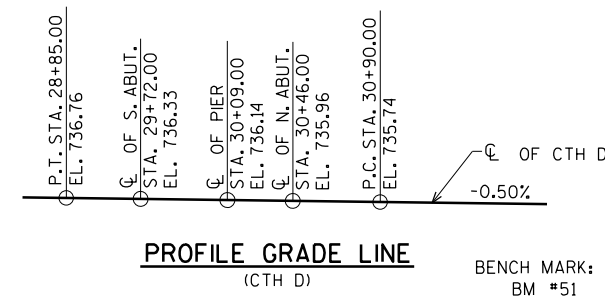 P.T. STA. 28+85.00
EL. 736.76
℄ OF S. ABUT.
STA. 29+72.00
EL. 736.33
℄ OF PIER
STA. 30+09.00
EL. 736.14
℄ OF N. ABUT.
STA. 30+46.00
EL. 735.96
P.C. STA. 30+90.00
EL. 735.74
℄ OF CTH D
-0.50%
PROFILE GRADE LINE
(CTH D)
BENCH MARK:
BM #51